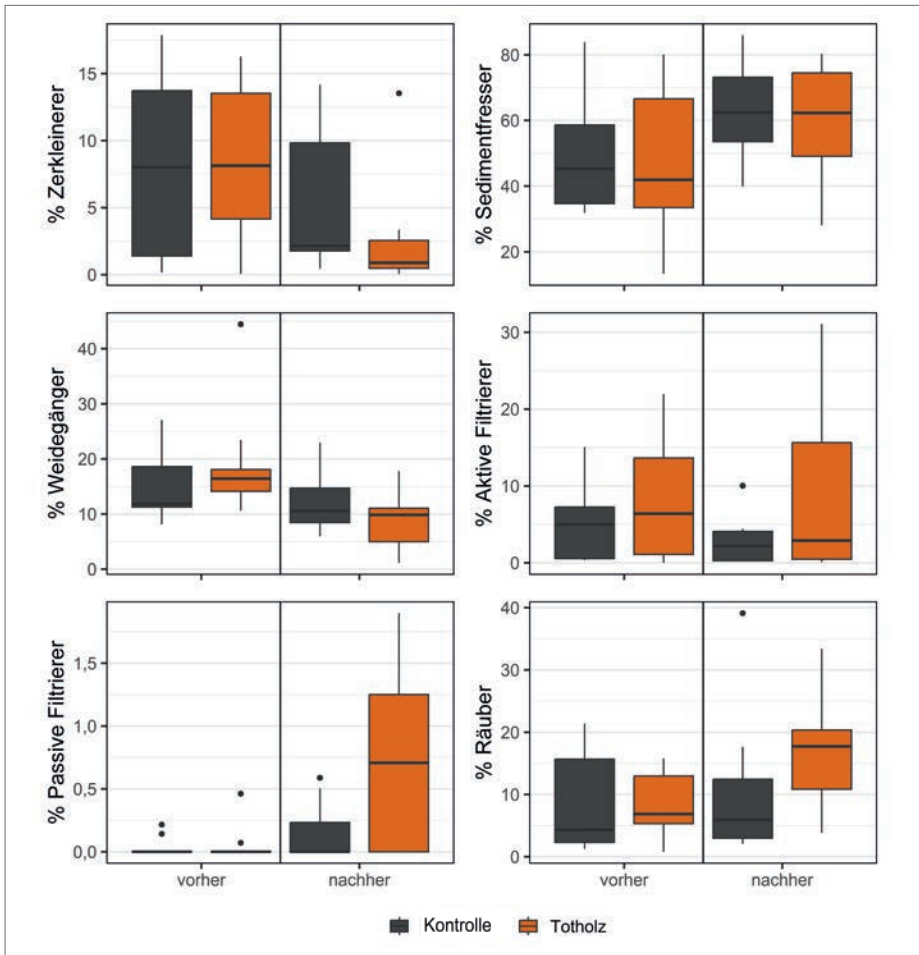 % Zerkleinerer
15
10
5
0
% Sedimentfresser
80
60
40
20
% Weidegänger
40
30
20
10
0
% Aktive Filtrierer
30
20
10
0
% Passive Filtrierer
1,5
1,0
0,5
0,0
vorher
nachher
% Räuber
40
30
20
10
0
vorher
nachher
Kontrolle
Totholz